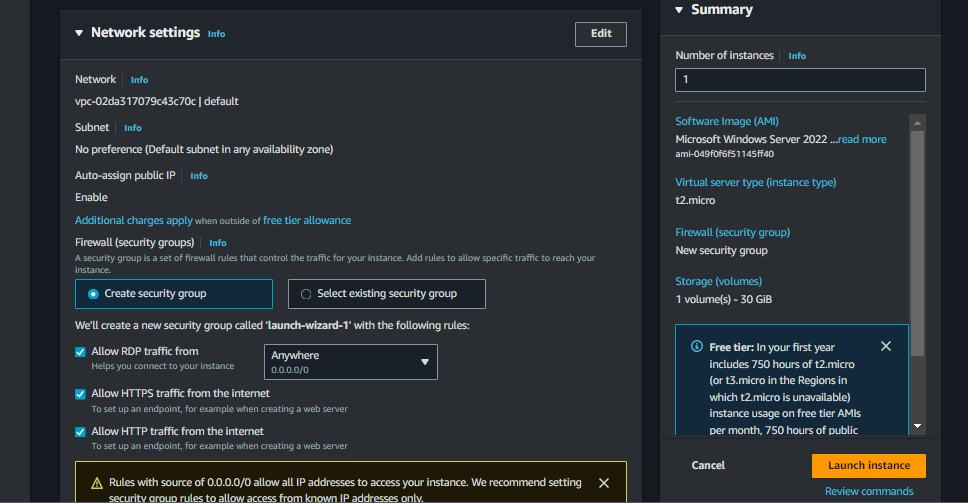 Network settings Info
Edit
Network Info
vpc-02da317079c43c70c | default
Subnet Info
No preference (Default subnet in any availability zone)
Auto-assign public IP Info
Enable
Additional charges apply when outside of free tier allowance
Firewall (security groups) Info
A security group is a set of firewall rules that control the traffic for your instance. Add rules to allow specific traffic to reach your
instance.
Create security group
Select existing security group
We'll create a new security group called 'launch-wizard-1' with the following rules:
Allow RDP traffic from
Helps you connect to your instance
Anywhere
0.0.0.0/0
Allow HTTPS traffic from the internet
To set up an endpoint, for example when creating a web server
Allow HTTP traffic from the internet
To set up an endpoint, for example when creating a web server
Rules with source of 0.0.0.0/0 allow all IP addresses to access your instance. We recommend setting
security group rules to allow access from known IP addresses only.
Summary
Number of instances Info
1
Software Image (AMI)
Microsoft Windows Server 2022 ...read more
ami-049f0f6f51145ff40
Virtual server type (instance type)
t2.micro
Firewall (security group)
New security group
Storage (volumes)
1 volume(s) - 30 GiB
Free tier: In your first year
includes 750 hours of t2.micro
(or t3.micro in the Regions in
which t2.micro is unavailable)
instance usage on free tier AMIs
per month, 750 hours of public
Cancel
Launch instance
Review commands